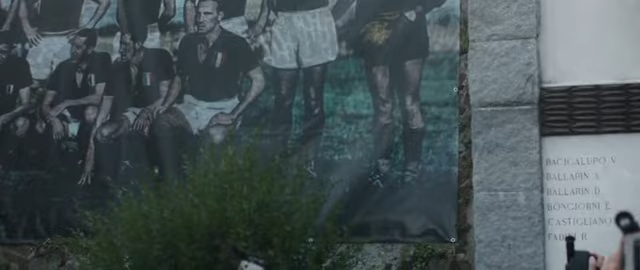 BACIGALUPO V.
BALLARIN A.
BALLARIN D.
BONGIORNI E.
CASTIGLIANO
FADINI R.